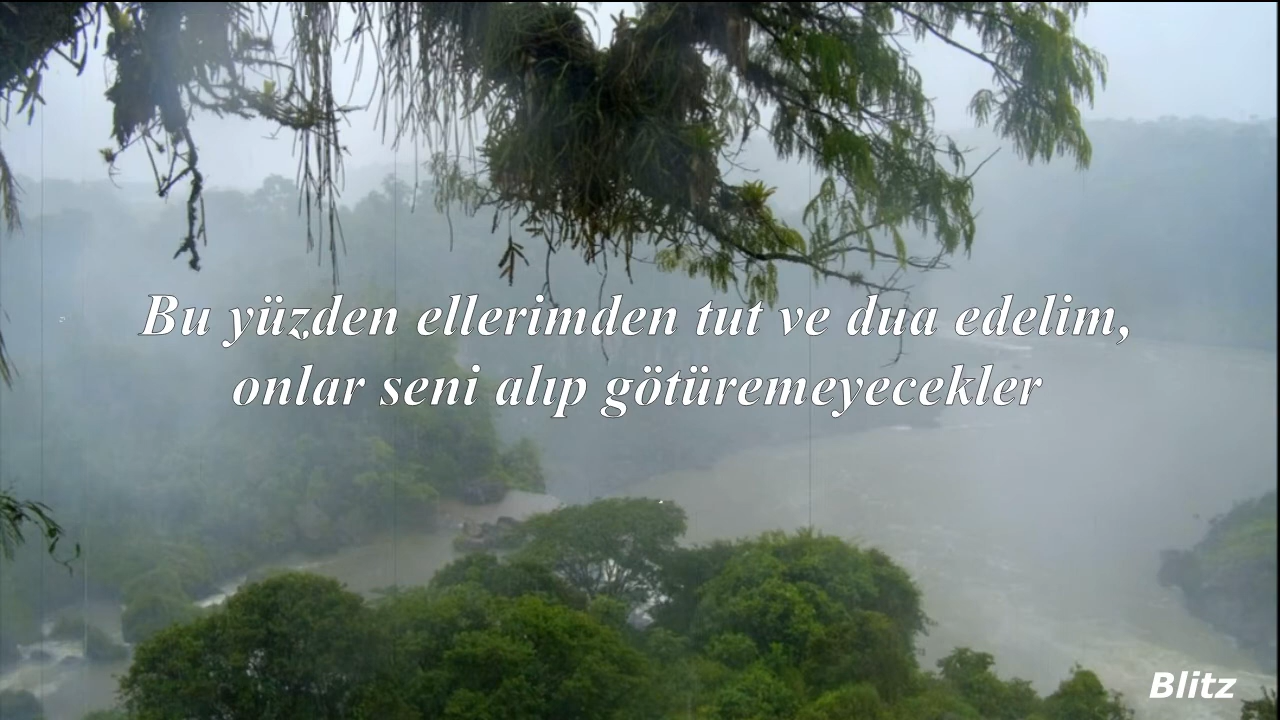 Bu yüzden ellerimden tut ve dua edelim,
onlar seni alıp götüremeyecekler
Blitz